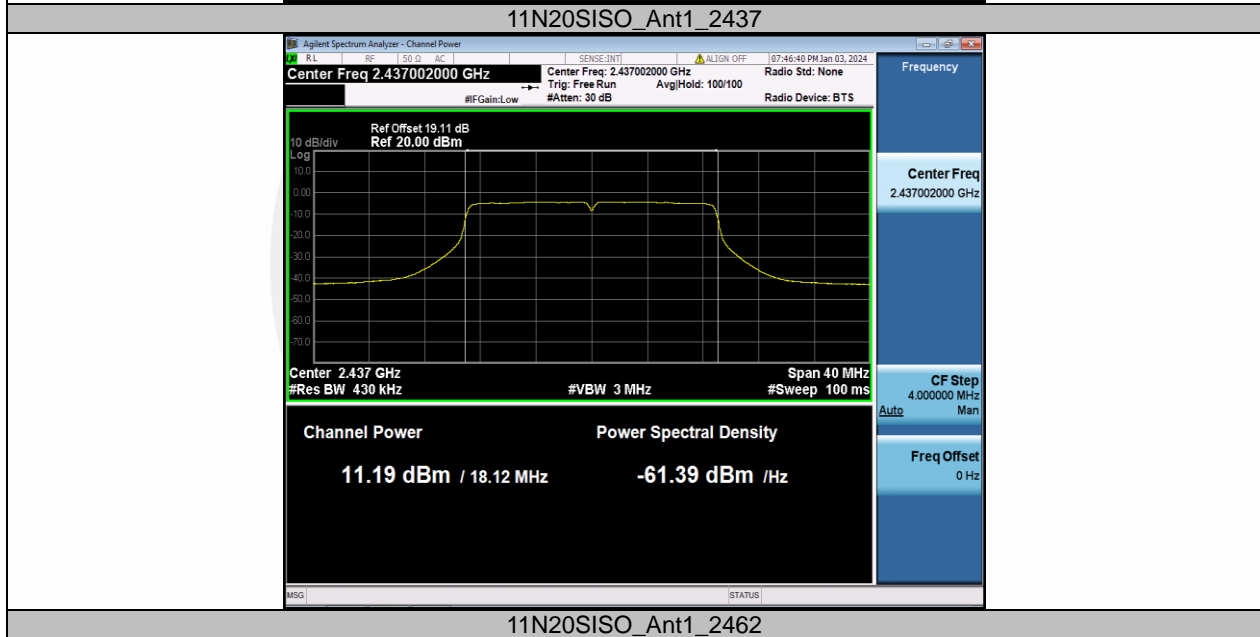 11N20SISO_Ant1_2437
Agilent Spectrum Analyzer - Channel Power
RL RF 50 Ω AC SENSE:INT ALIGN OFF 07:46:40 PM Jan 03, 2024
Center Freq 2.437002000 GHz
Center Freq: 2.437002000 GHz Radio Std: None
Trig: Free Run Avg|Hold: 100/100
#IFGain:Low #Atten: 30 dB Radio Device: BTS
Ref Offset 19.11 dB
10 dB/div Ref 20.00 dBm
Log
10.0
0.00
-10.0
-20.0
-30.0
-40.0
-50.0
-60.0
-70.0
Center 2.437 GHz Span 40 MHz
#Res BW 430 kHz #VBW 3 MHz #Sweep 100 ms
Channel Power Power Spectral Density
11.19 dBm / 18.12 MHz -61.39 dBm /Hz
Frequency
Center Freq
2.437002000 GHz
CF Step
4.000000 MHz
Auto Man
Freq Offset
0 Hz
MSG STATUS
11N20SISO_Ant1_2462